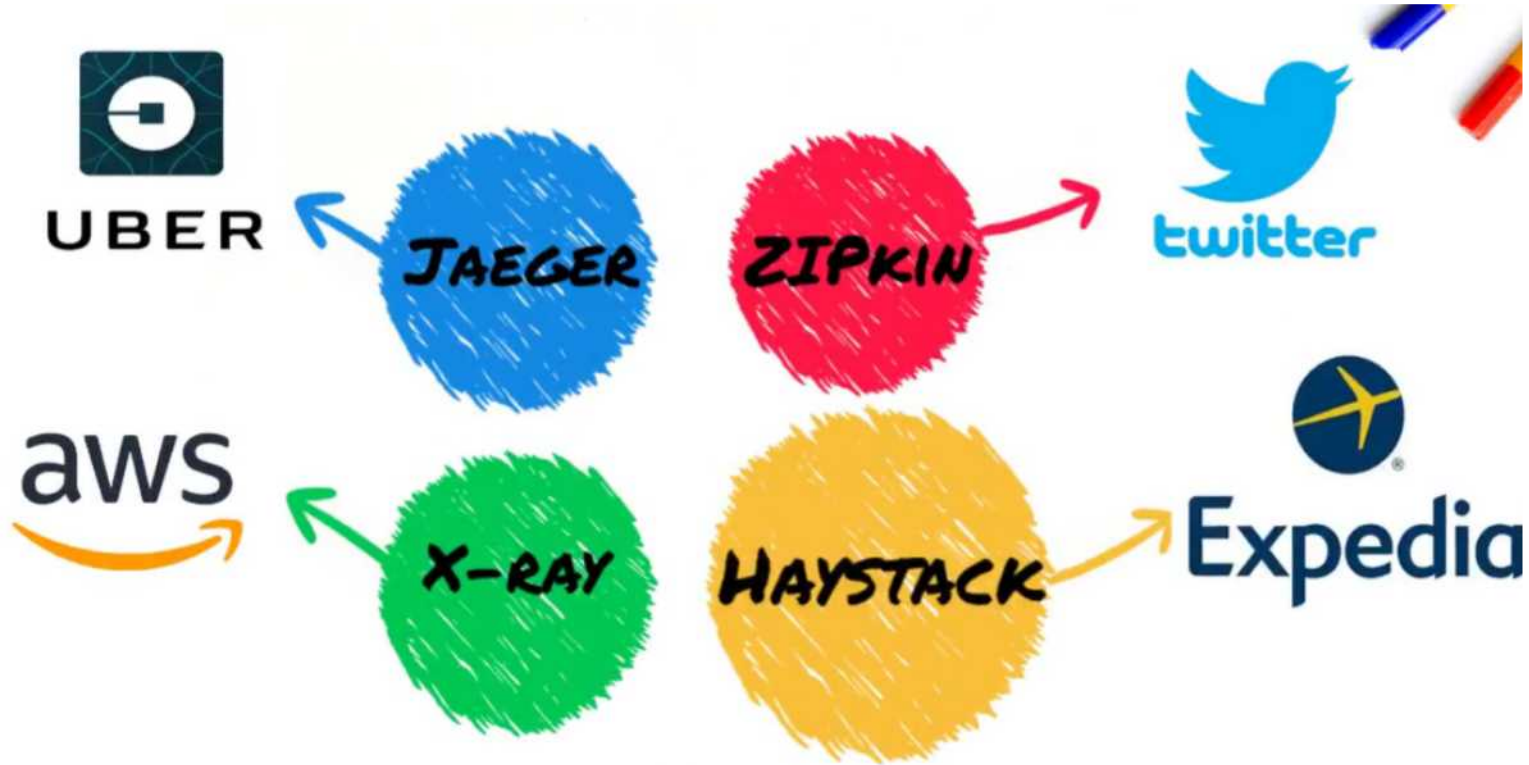 UBER
JAEGER
ZIPKIN
twitter
aws
X-RAY
HAYSTACK
Expedia
®